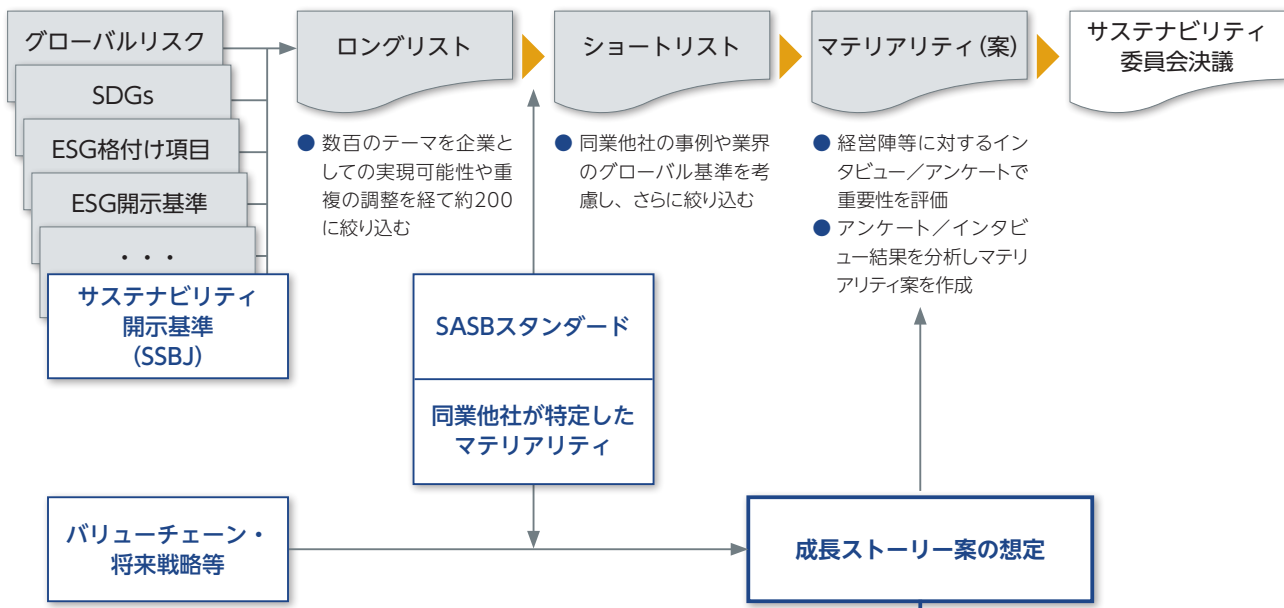 グローバルリスク
SDGs
ESG格付け項目
ESG開示基準
・・・
サステナビリティ
開示基準
(SSBJ)
ロングリスト
● 数百のテーマを企業と
しての実現可能性や重
複の調整を経て約200
に絞り込む
ショートリスト
● 同業他社の事例や業界
のグローバル基準を考
慮し、さらに絞り込む
マテリアリティ(案)
● 経営陣等に対するイン
タビュー／アンケートで
重要性を評価
● アンケート／インタビ
ュー結果を分析しマテリ
アリティ案を作成
サステナビリティ
委員会決議
SASBスタンダード
同業他社が特定した
マテリアリティ
バリューチェーン・
将来戦略等
成長ストーリー案の想定